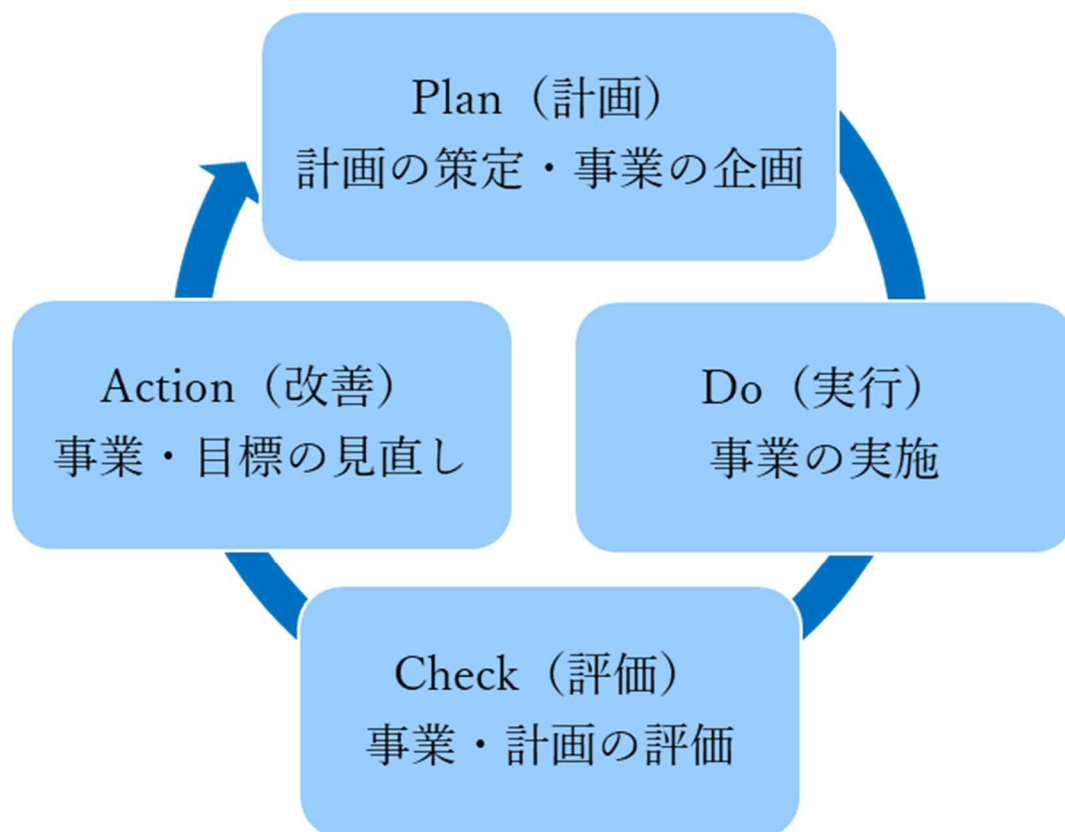 Plan（計画）
計画の策定・事業の企画
Do（実行）
事業の実施
Check（評価）
事業・計画の評価
Action（改善）
事業・目標の見直し